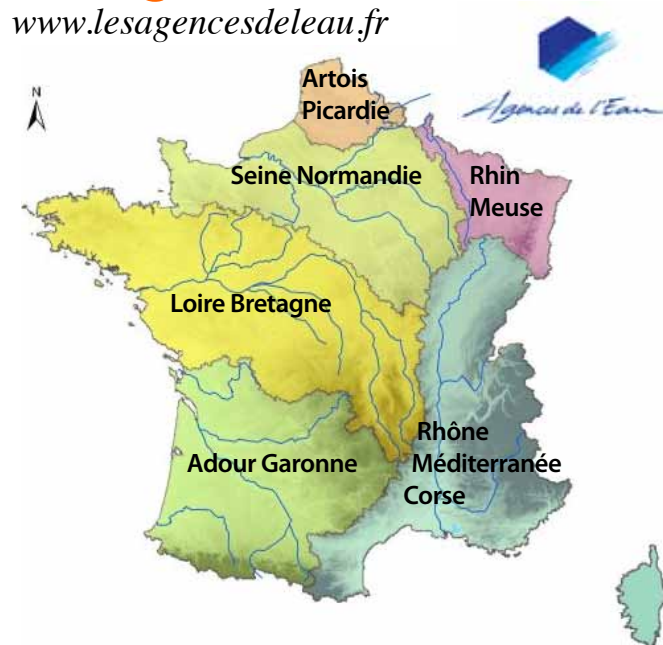 www.lesagencesdeleau.fr
Agences de l'Eau
N
Artois
Picardie
Seine Normandie
Rhin
Meuse
Loire Bretagne
Adour Garonne
Rhône
Méditerranée
Corse